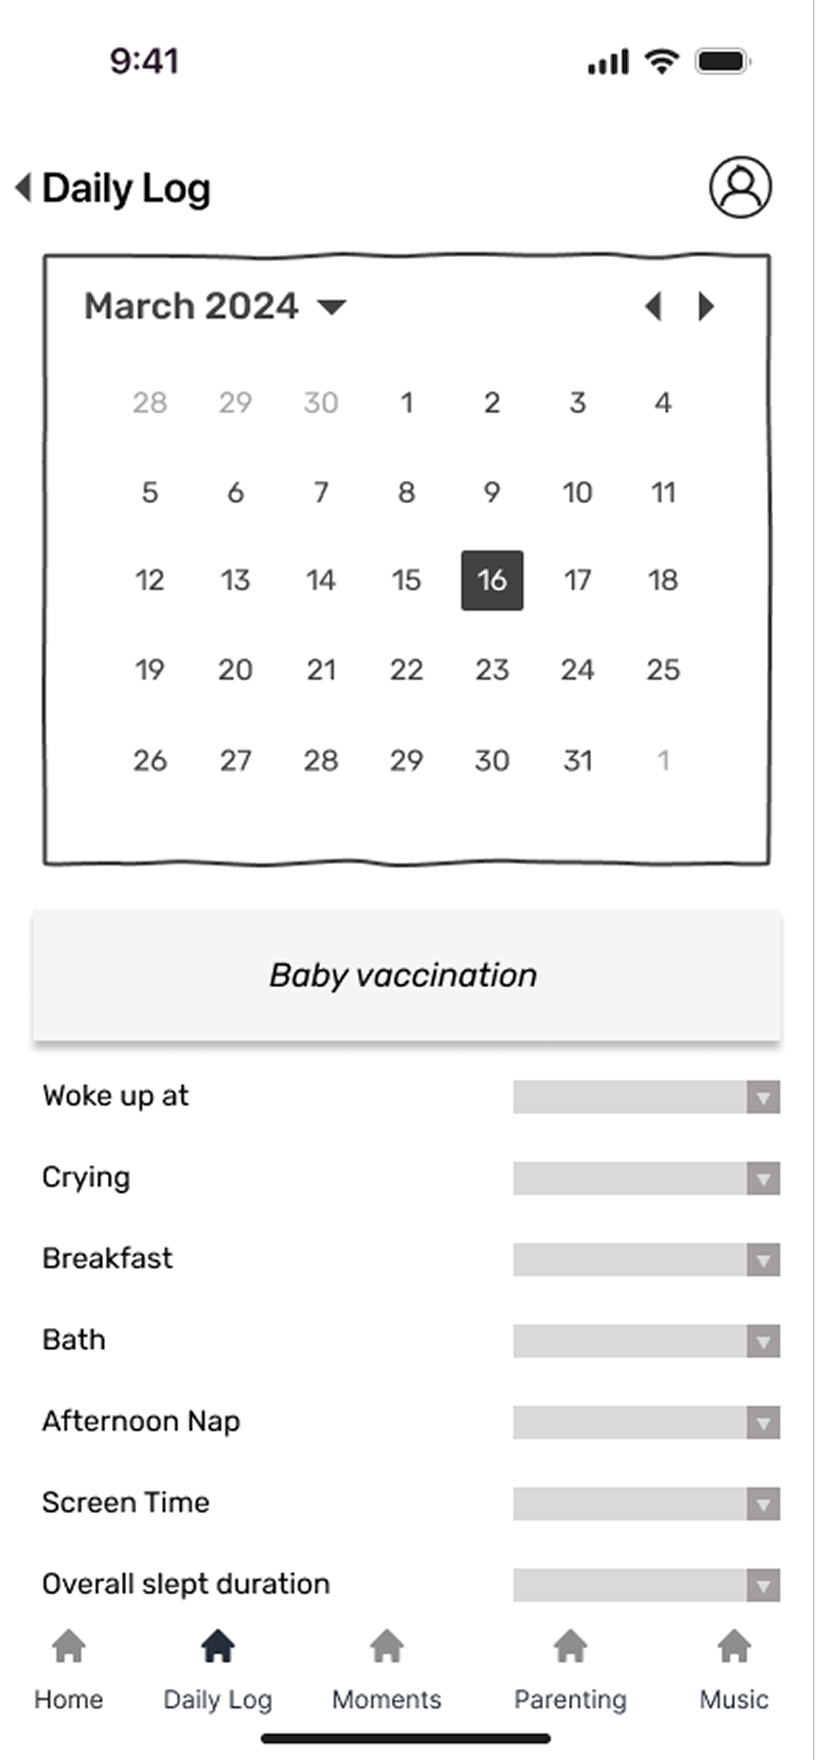 9:41
Daily Log
March 2024
28 29 30 1 2 3 4
5 6 7 8 9 10 11
12 13 14 15 16 17 18
19 20 21 22 23 24 25
26 27 28 29 30 31 1
Baby vaccination
Woke up at
Crying
Breakfast
Bath
Afternoon Nap
Screen Time
Overall slept duration
Home Daily Log Moments Parenting Music